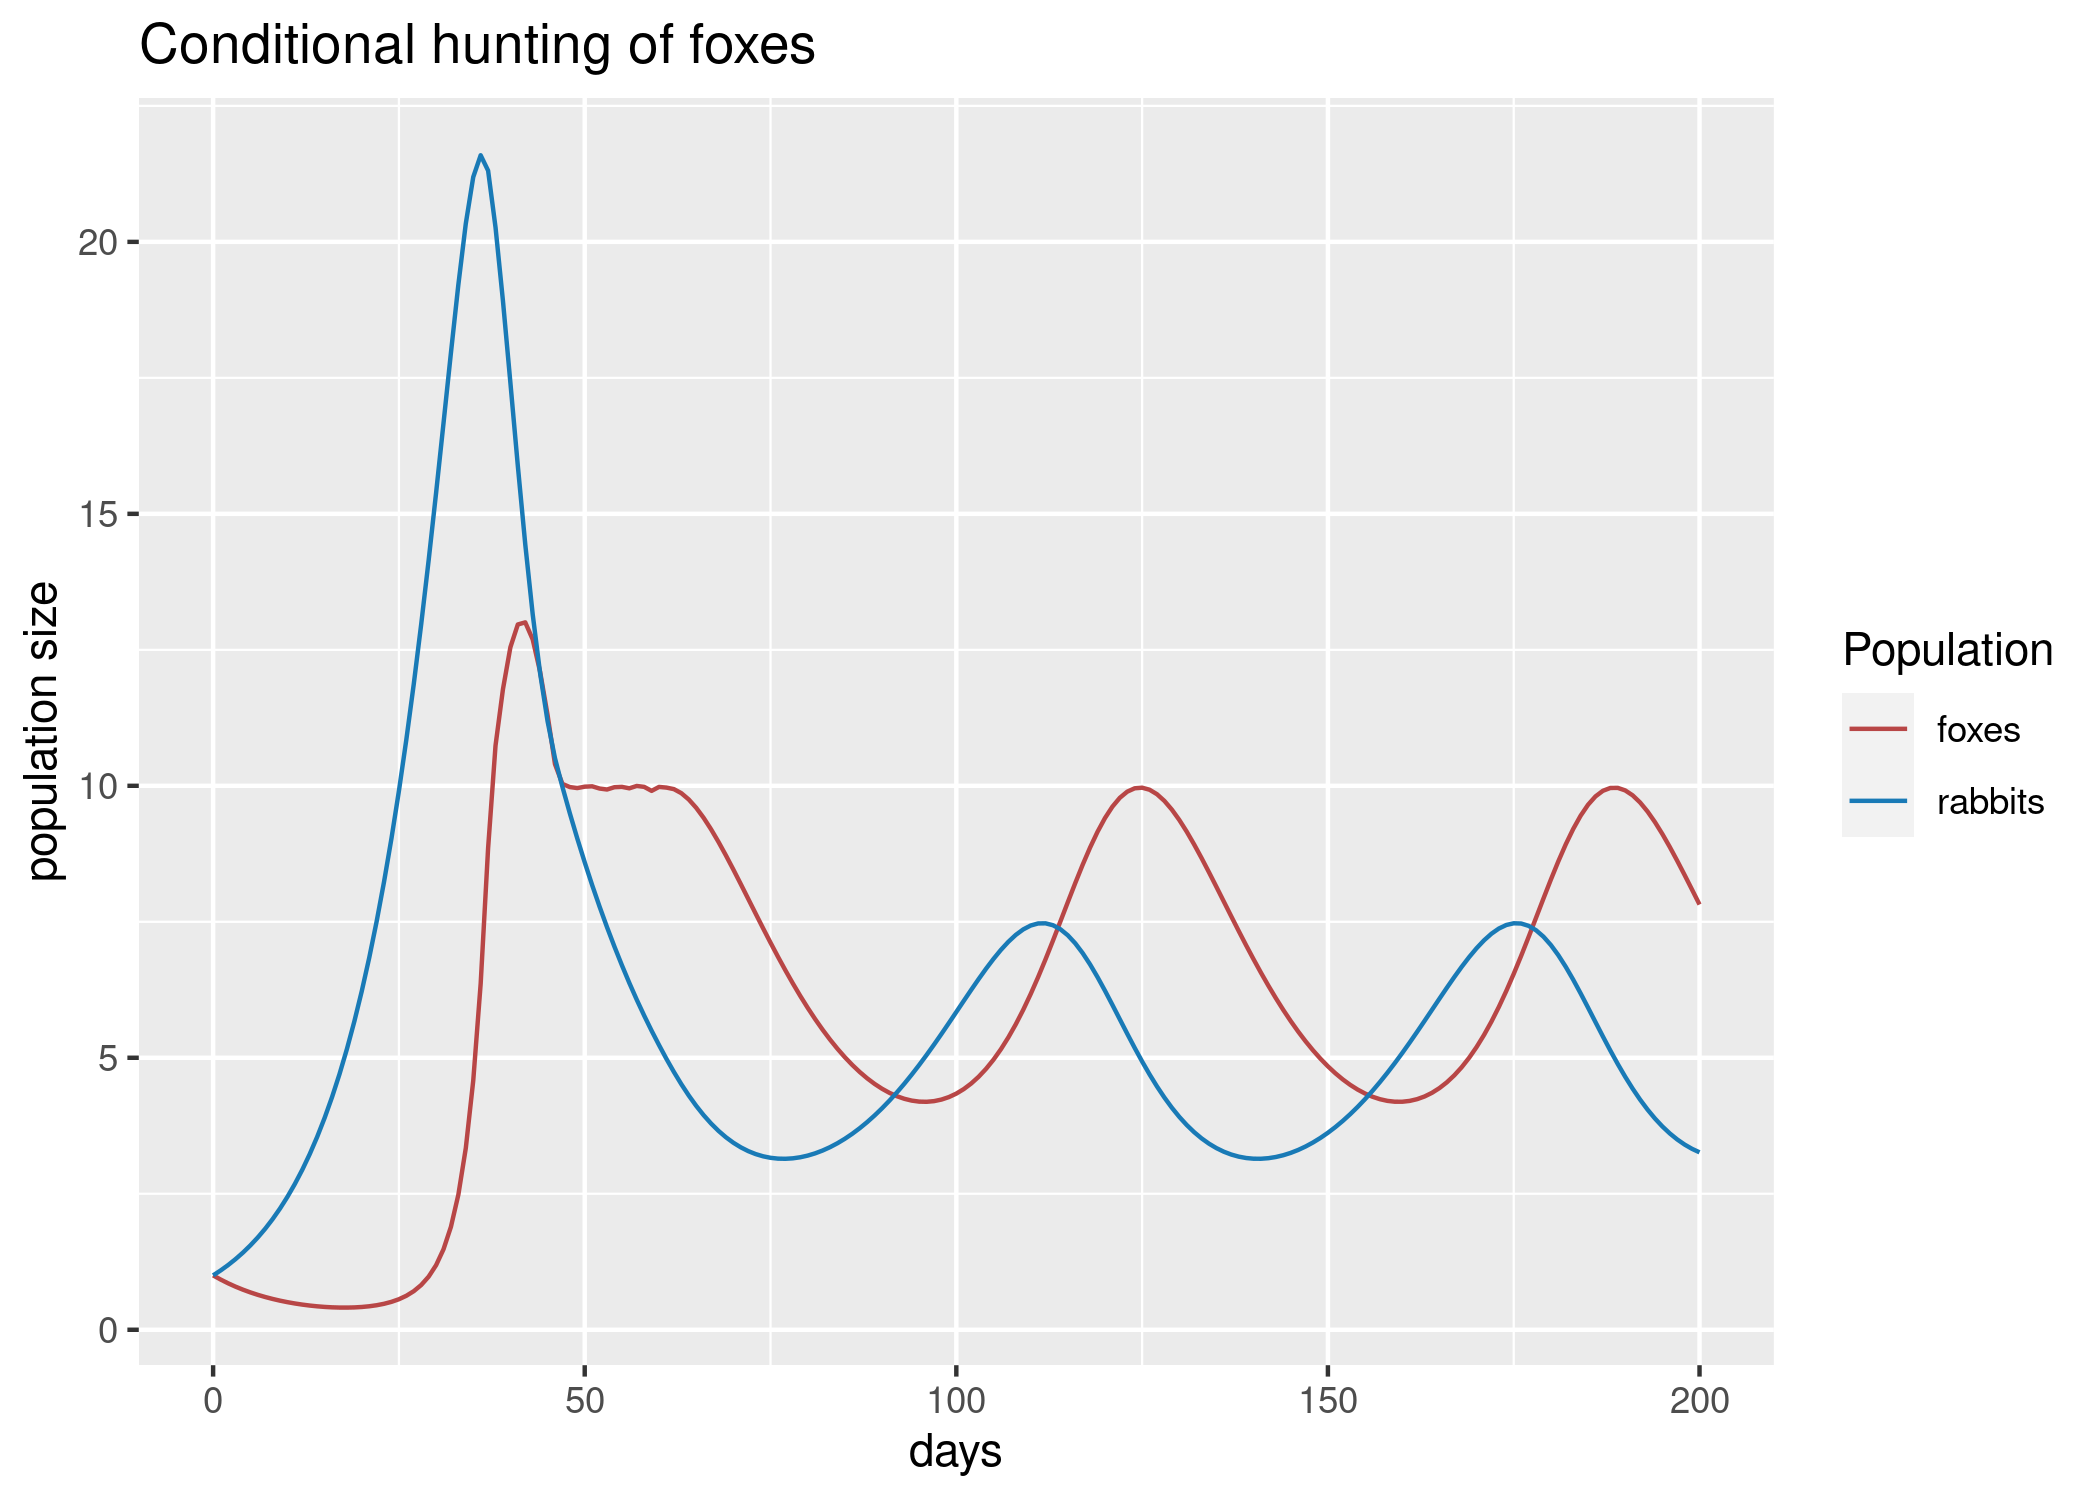 Conditional hunting of foxes
population size
20
15
10
5
0
0 50 100 150 200
days
Population
foxes
rabbits